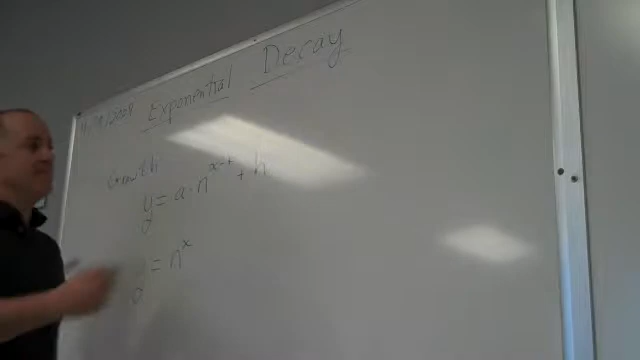 Exponential Decay
Growth
y = a · n^x-k + h
y = n^x